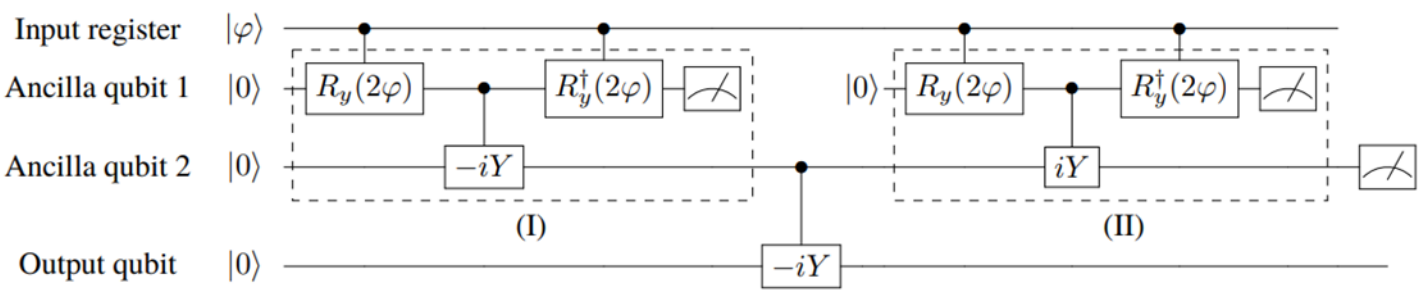 Input register |φ⟩
Ancilla qubit 1 |0⟩ R_y(2φ) R_y^†(2φ) |0⟩ R_y(2φ) R_y^†(2φ)
Ancilla qubit 2 |0⟩ −iY iY
(I) (II)
Output qubit |0⟩ −iY